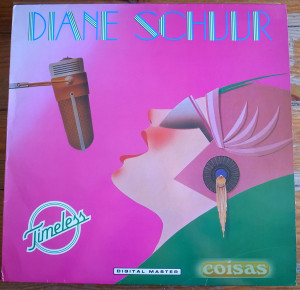 DIANE SCHUUR
Timeless
DIGITAL MASTER
coisas